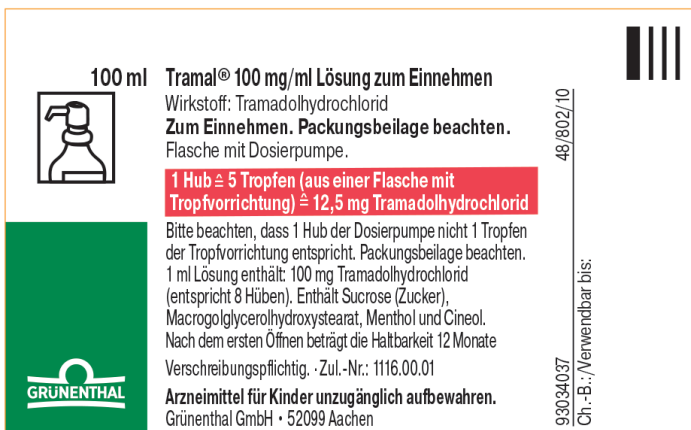 100 ml
Tramal® 100 mg/ml Lösung zum Einnehmen
Wirkstoff: Tramadolhydrochlorid
Zum Einnehmen. Packungsbeilage beachten.
Flasche mit Dosierpumpe.
1 Hub ≙ 5 Tropfen (aus einer Flasche mit
Tropfvorrichtung) ≙ 12,5 mg Tramadolhydrochlorid
Bitte beachten, dass 1 Hub der Dosierpumpe nicht 1 Tropfen
der Tropfvorrichtung entspricht. Packungsbeilage beachten.
1 ml Lösung enthält: 100 mg Tramadolhydrochlorid
(entspricht 8 Hüben). Enthält Sucrose (Zucker),
Macrogolglycerolhydroxystearat, Menthol und Cineol.
Nach dem ersten Öffnen beträgt die Haltbarkeit 12 Monate
Verschreibungspflichtig. · Zul.-Nr.: 1116.00.01
Arzneimittel für Kinder unzugänglich aufbewahren.
Grünenthal GmbH · 52099 Aachen
GRÜNENTHAL
93034037
48/802/10
Ch.-B.: /Verwendbar bis: